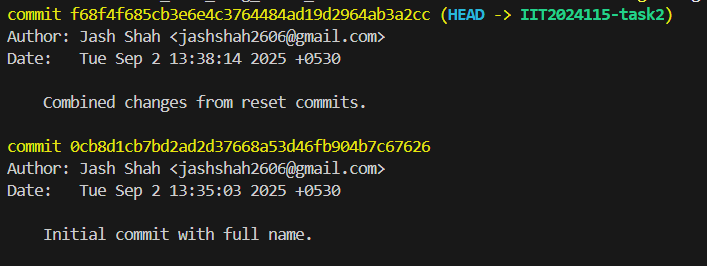 commit f68f4f685cb3e6e4c3764484ad19d2964ab3a2cc (HEAD -> IIT2024115-task2)
Author: Jash Shah <jashshah2606@gmail.com>
Date:   Tue Sep 2 13:38:14 2025 +0530
Combined changes from reset commits.
commit 0cb8d1cb7bd2ad2d37668a53d46fb904b7c67626
Author: Jash Shah <jashshah2606@gmail.com>
Date:   Tue Sep 2 13:35:03 2025 +0530
Initial commit with full name.